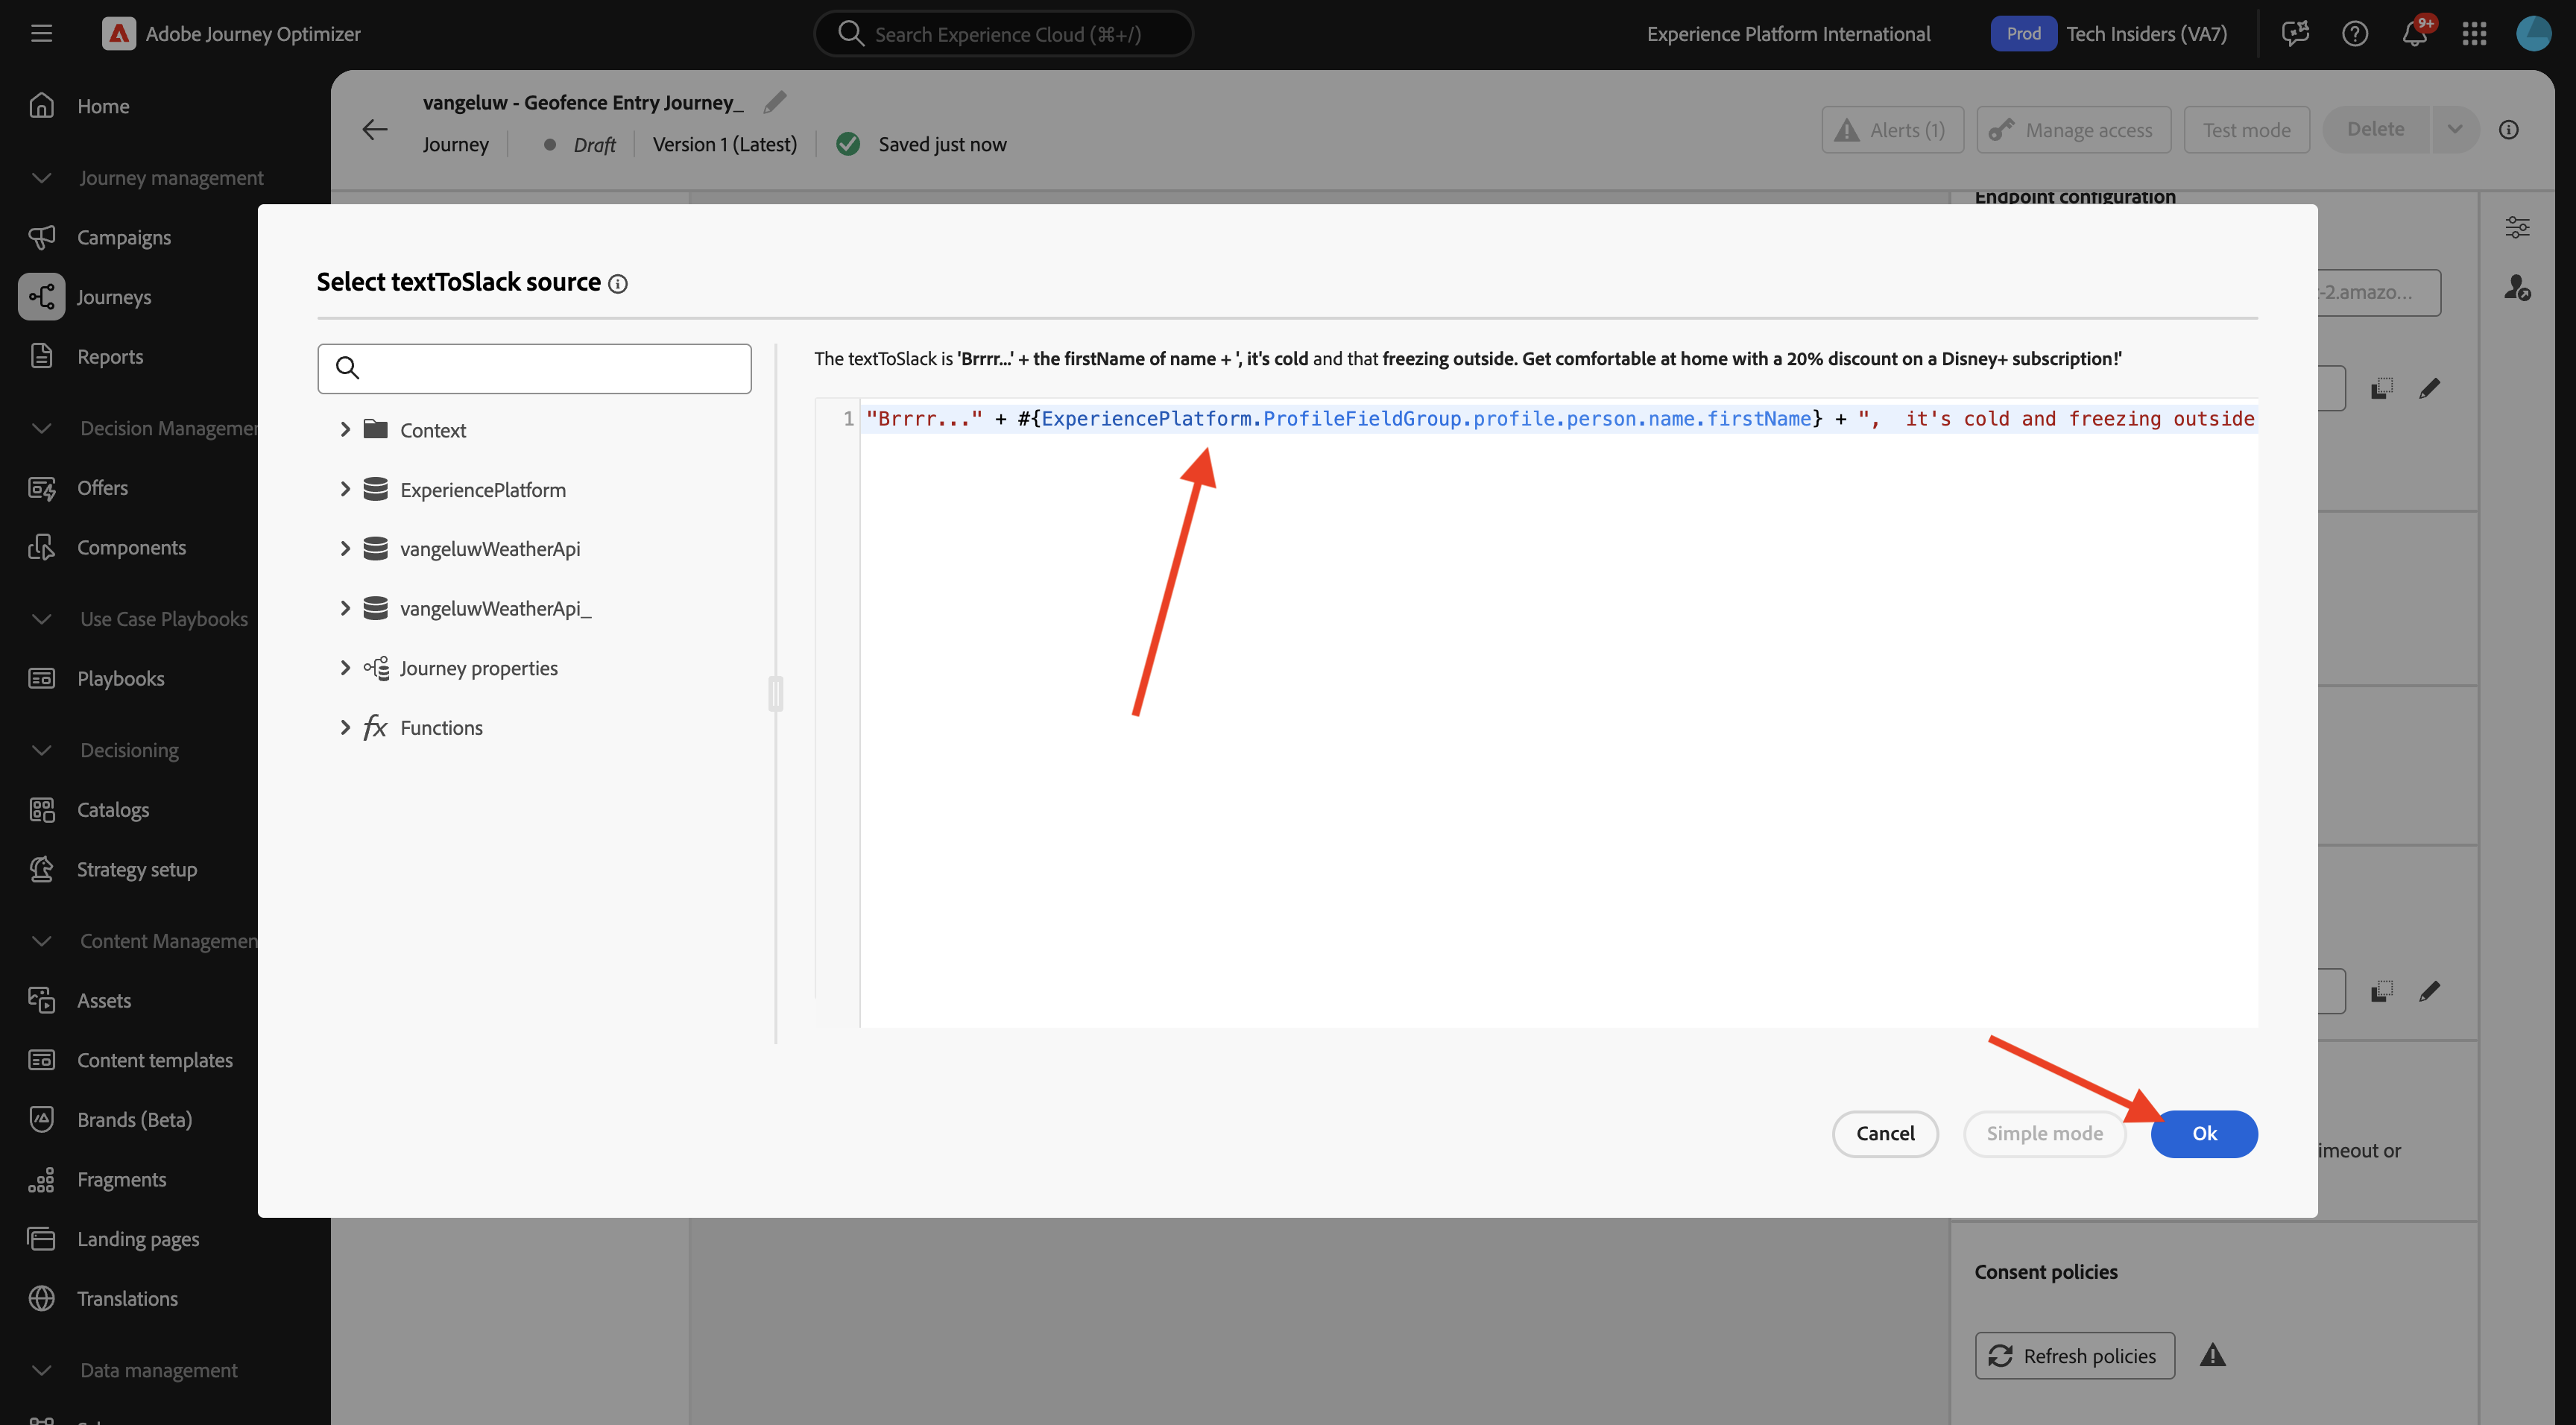 Adobe Journey Optimizer
Search Experience Cloud (⌘+/)
Experience Platform International
Prod
Tech Insiders (VA7)
9+
Home
Journey management
Campaigns
Journeys
Reports
Decision Managemen
Offers
Components
Use Case Playbooks
Playbooks
Decisioning
Catalogs
Strategy setup
Content Managemen
Assets
Content templates
Brands (Beta)
Fragments
Landing pages
Translations
Data management
vangeluw - Geofence Entry Journey_
Journey
Draft
Version 1 (Latest)
Saved just now
Alerts (1)
Manage access
Test mode
Delete
Endpoint configuration
-2.amazo...
Select textToSlack source
Context
ExperiencePlatform
vangeluwWeatherApi
vangeluwWeatherApi_
Journey properties
fx Functions
The textToSlack is 'Brrrr...' + the firstName of name + ', it's cold and that freezing outside. Get comfortable at home with a 20% discount on a Disney+ subscription!'
1 "Brrrr..." + #{ExperiencePlatform.ProfileFieldGroup.profile.person.name.firstName} + ",  it's cold and freezing outside
Cancel
Simple mode
Ok
imeout or
Consent policies
Refresh policies